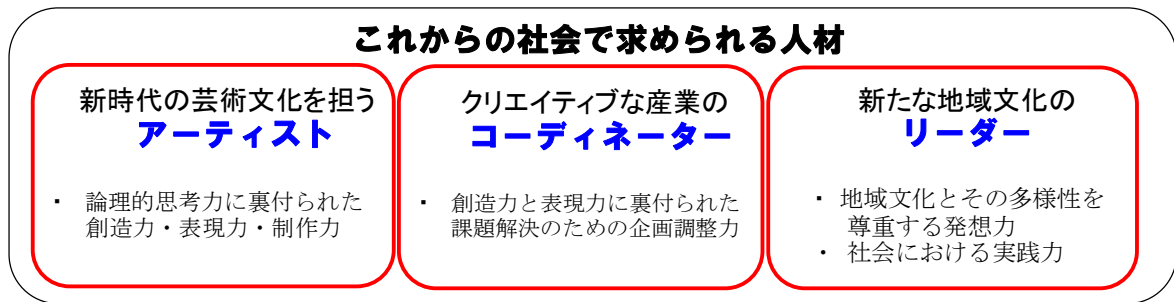 これからの社会で求められる人材
新時代の芸術文化を担う
アーティスト
・ 論理的思考力に裏付られた
創造力・表現力・制作力
クリエイティブな産業の
コーディネーター
・ 創造力と表現力に裏付られた
課題解決のための企画調整力
新たな地域文化の
リーダー
・ 地域文化とその多様性を
尊重する発想力
・ 社会における実践力